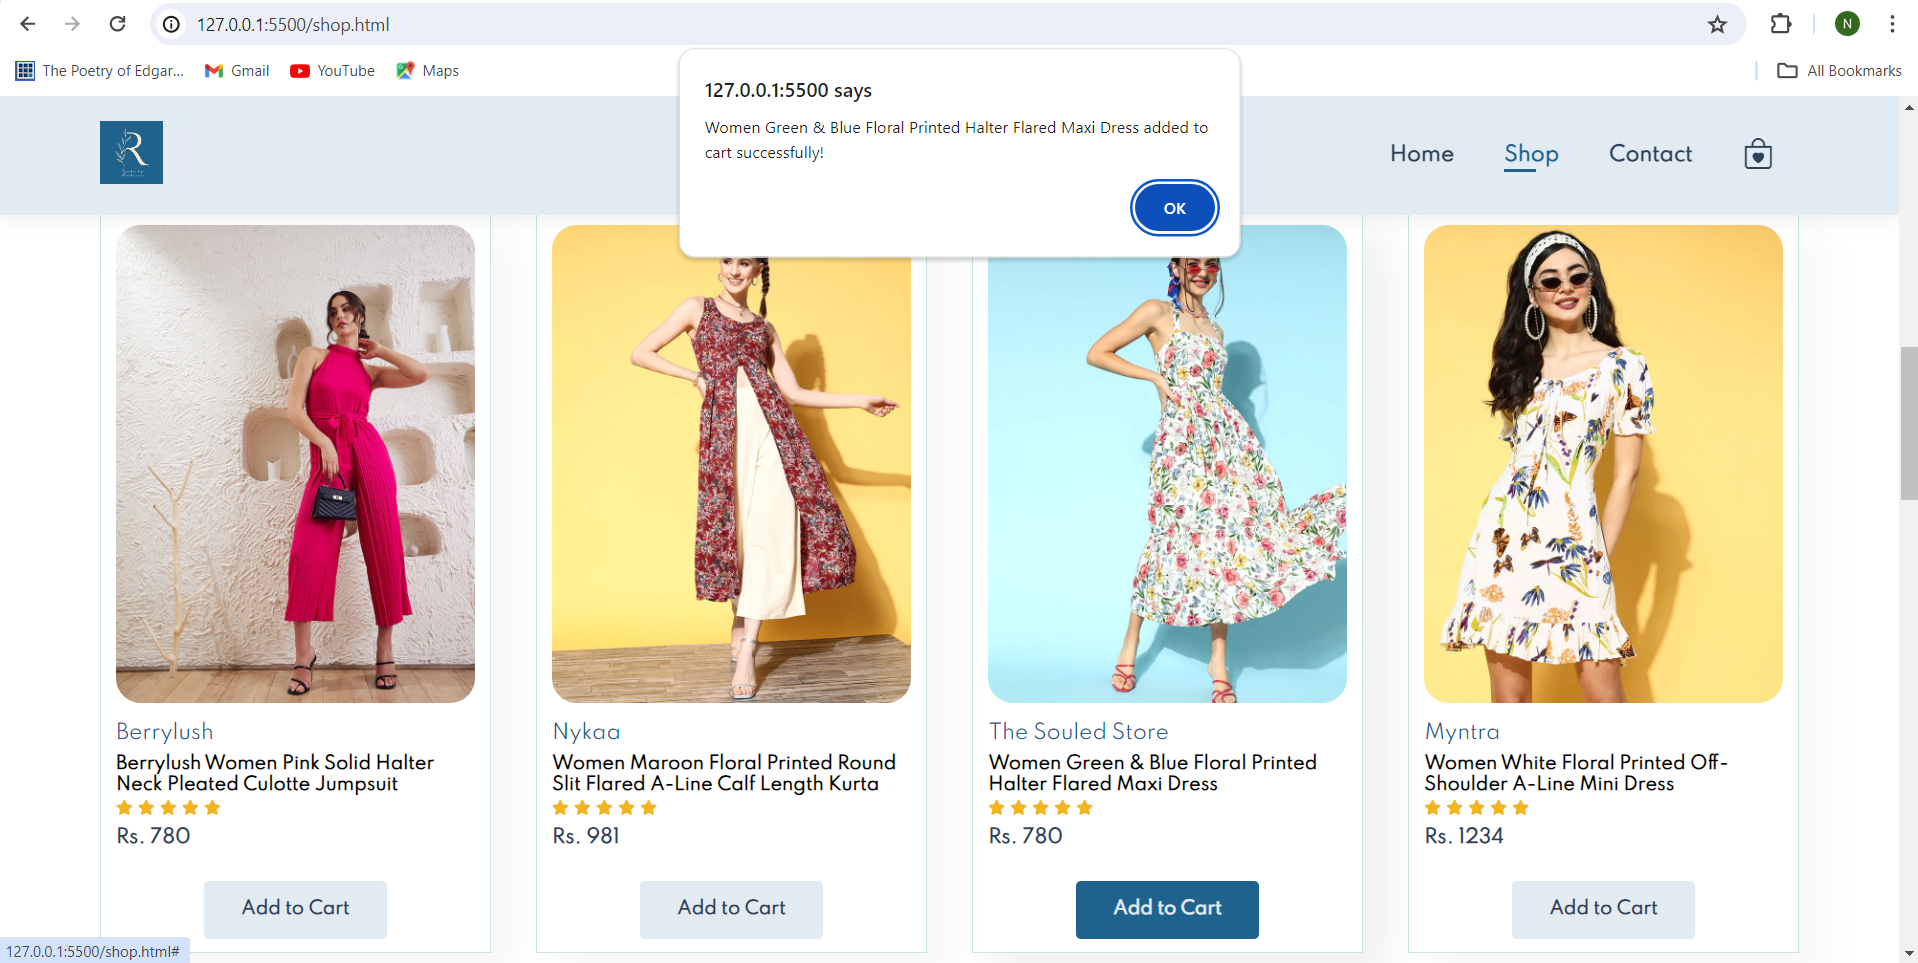 127.0.0.1:5500/shop.html
N
The Poetry of Edgar...
Gmail
YouTube
Maps
All Bookmarks
127.0.0.1:5500 says
Women Green & Blue Floral Printed Halter Flared Maxi Dress added to
cart successfully!
OK
R
Home
Shop
Contact
Berrylush
Berrylush Women Pink Solid Halter
Neck Pleated Culotte Jumpsuit
Rs. 780
Add to Cart
Nykaa
Women Maroon Floral Printed Round
Slit Flared A-Line Calf Length Kurta
Rs. 981
Add to Cart
The Souled Store
Women Green & Blue Floral Printed
Halter Flared Maxi Dress
Rs. 780
Add to Cart
Myntra
Women White Floral Printed Off-
Shoulder A-Line Mini Dress
Rs. 1234
Add to Cart
127.0.0.1:5500/shop.html#